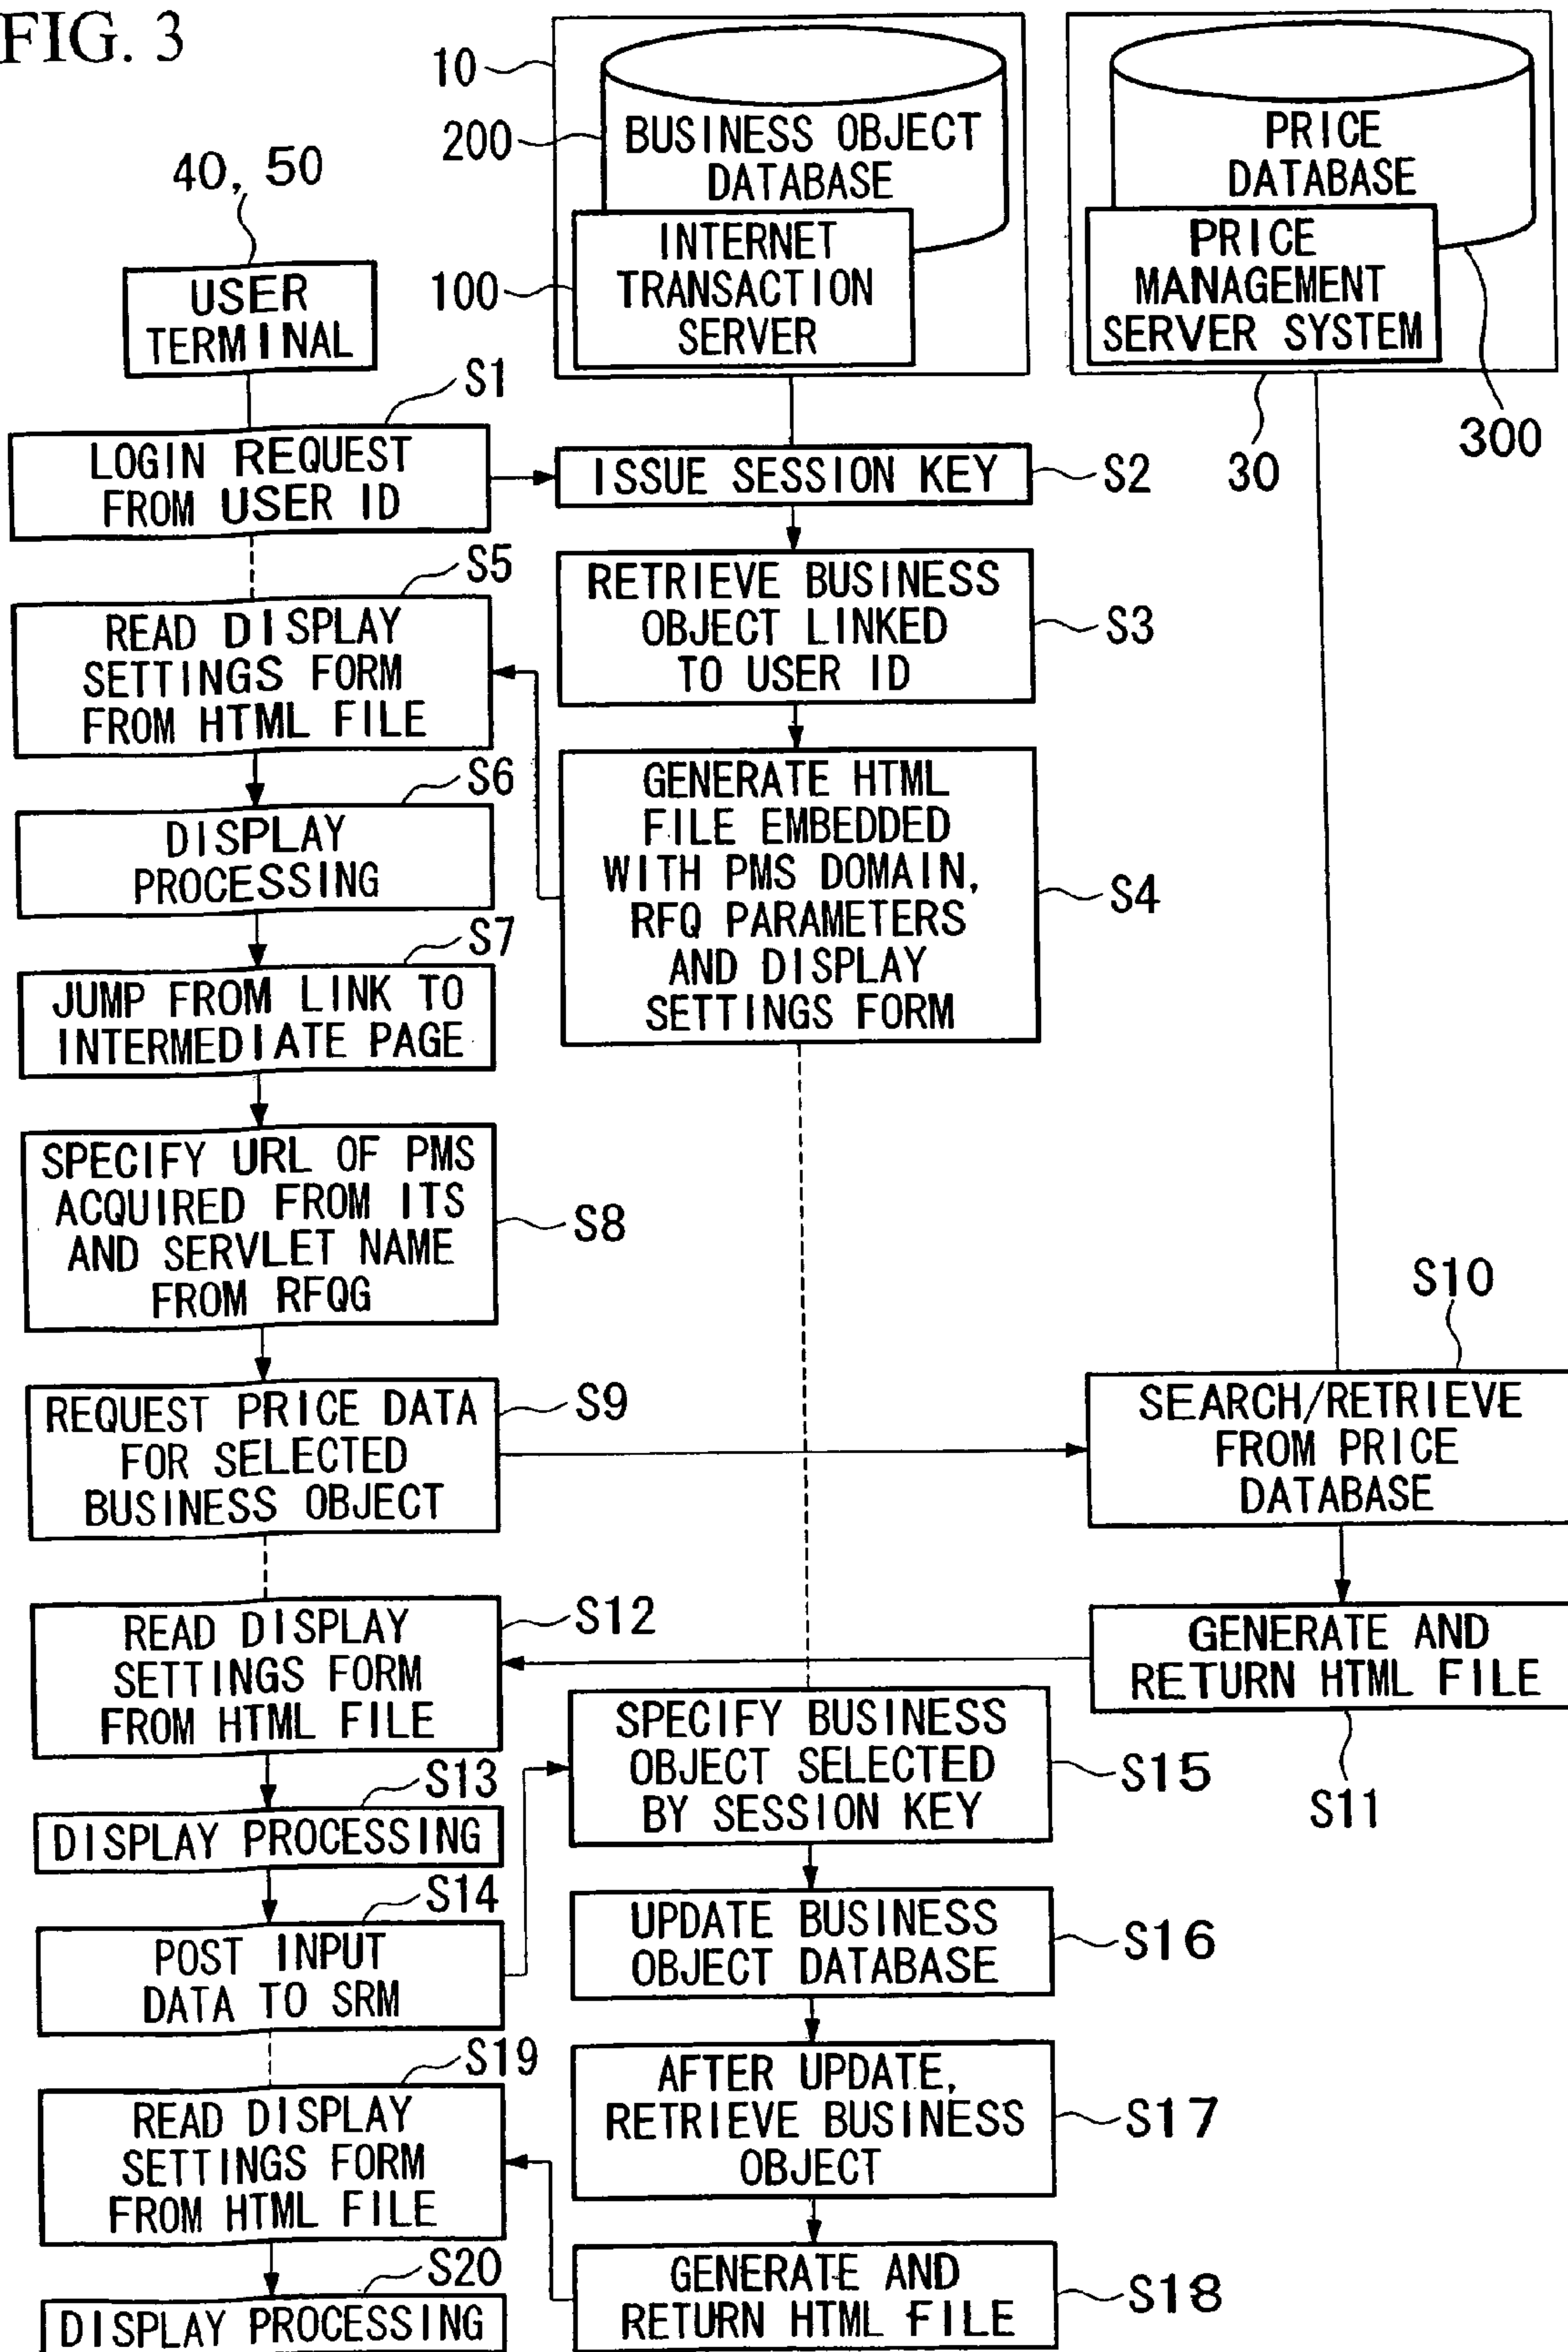 FIG. 3
10
200
BUSINESS OBJECT
DATABASE
INTERNET
TRANSACTION
SERVER
100
PRICE
DATABASE
PRICE
MANAGEMENT
SERVER SYSTEM
30
300
40, 50
USER
TERMINAL
S1
LOGIN REQUEST
FROM USER ID
ISSUE SESSION KEY
S2
RETRIEVE BUSINESS
OBJECT LINKED
TO USER ID
S3
GENERATE HTML
FILE EMBEDDED
WITH PMS DOMAIN,
RFQ PARAMETERS
AND DISPLAY
SETTINGS FORM
S4
S5
READ DISPLAY
SETTINGS FORM
FROM HTML FILE
S6
DISPLAY
PROCESSING
S7
JUMP FROM LINK TO
INTERMEDIATE PAGE
SPECIFY URL OF PMS
ACQUIRED FROM ITS
AND SERVLET NAME
FROM RFQG
S8
REQUEST PRICE DATA
FOR SELECTED
BUSINESS OBJECT
S9
S10
SEARCH/RETRIEVE
FROM PRICE
DATABASE
GENERATE AND
RETURN HTML FILE
S11
READ DISPLAY
SETTINGS FORM
FROM HTML FILE
S12
S13
DISPLAY PROCESSING
S14
POST INPUT
DATA TO SRM
SPECIFY BUSINESS
OBJECT SELECTED
BY SESSION KEY
S15
UPDATE BUSINESS
OBJECT DATABASE
S16
AFTER UPDATE,
RETRIEVE BUSINESS
OBJECT
S17
GENERATE AND
RETURN HTML FILE
S18
S19
READ DISPLAY
SETTINGS FORM
FROM HTML FILE
S20
DISPLAY PROCESSING